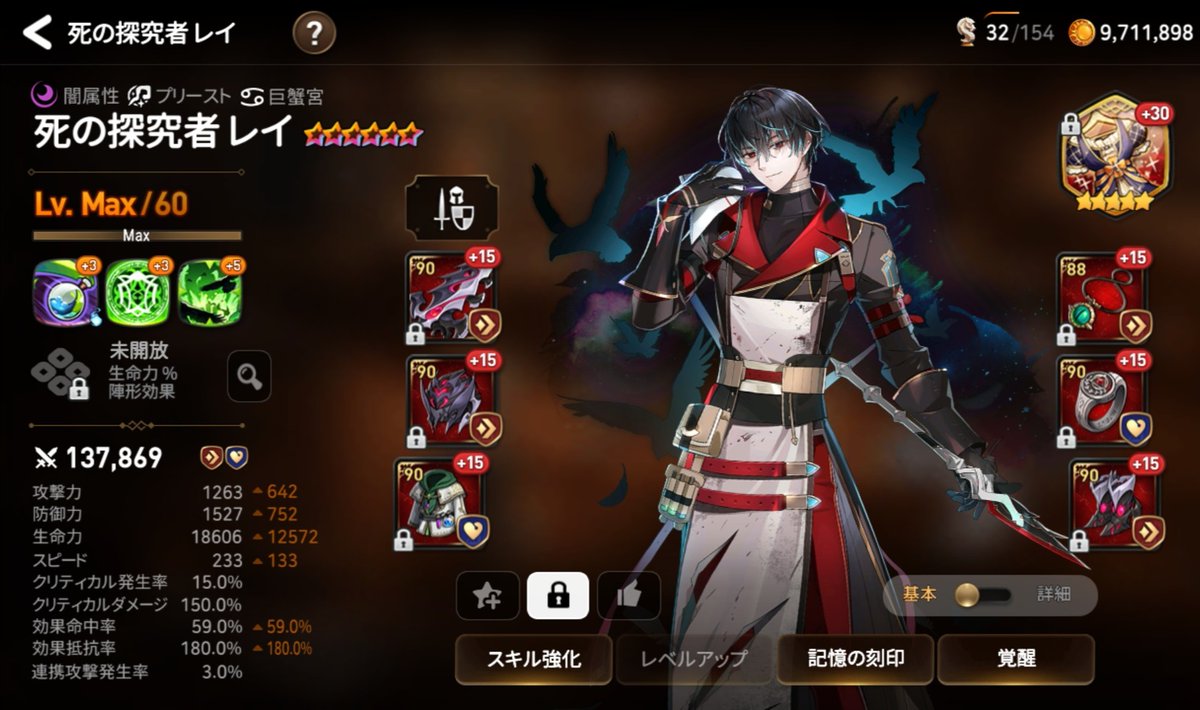 死の探究者 レイ ?
32/154 9,711,898
闇属性 プリースト 巨蟹宮
死の探究者 レイ
Lv. Max/60
Max
+3 +3 +5
未開放
生命力 %
陣形効果
137,869
攻撃力 1263 642
防御力 1527 752
生命力 18606 12572
スピード 233 133
クリティカル発生率 15.0%
クリティカルダメージ 150.0%
効果命中率 59.0% 59.0%
効果抵抗率 180.0% 180.0%
連携攻撃発生率 3.0%
90 +15
90 +15
90 +15
+30
88 +15
90 +15
90 +15
基本 詳細
スキル強化 レベルアップ 記憶の刻印 覚醒